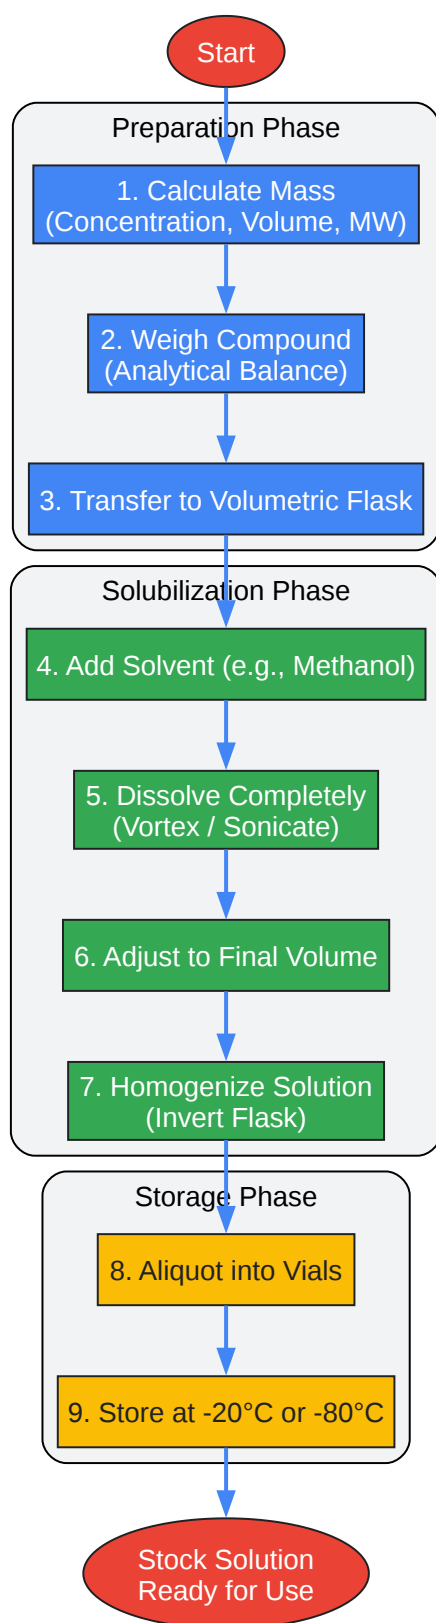 Start
Preparation Phase
1. Calculate Mass
(Concentration, Volume, MW)
2. Weigh Compound
(Analytical Balance)
3. Transfer to Volumetric Flask
Solubilization Phase
4. Add Solvent (e.g., Methanol)
5. Dissolve Completely
(Vortex / Sonicate)
6. Adjust to Final Volume
7. Homogenize Solution
(Invert Flask)
Storage Phase
8. Aliquot into Vials
9. Store at -20°C or -80°C
Stock Solution
Ready for Use